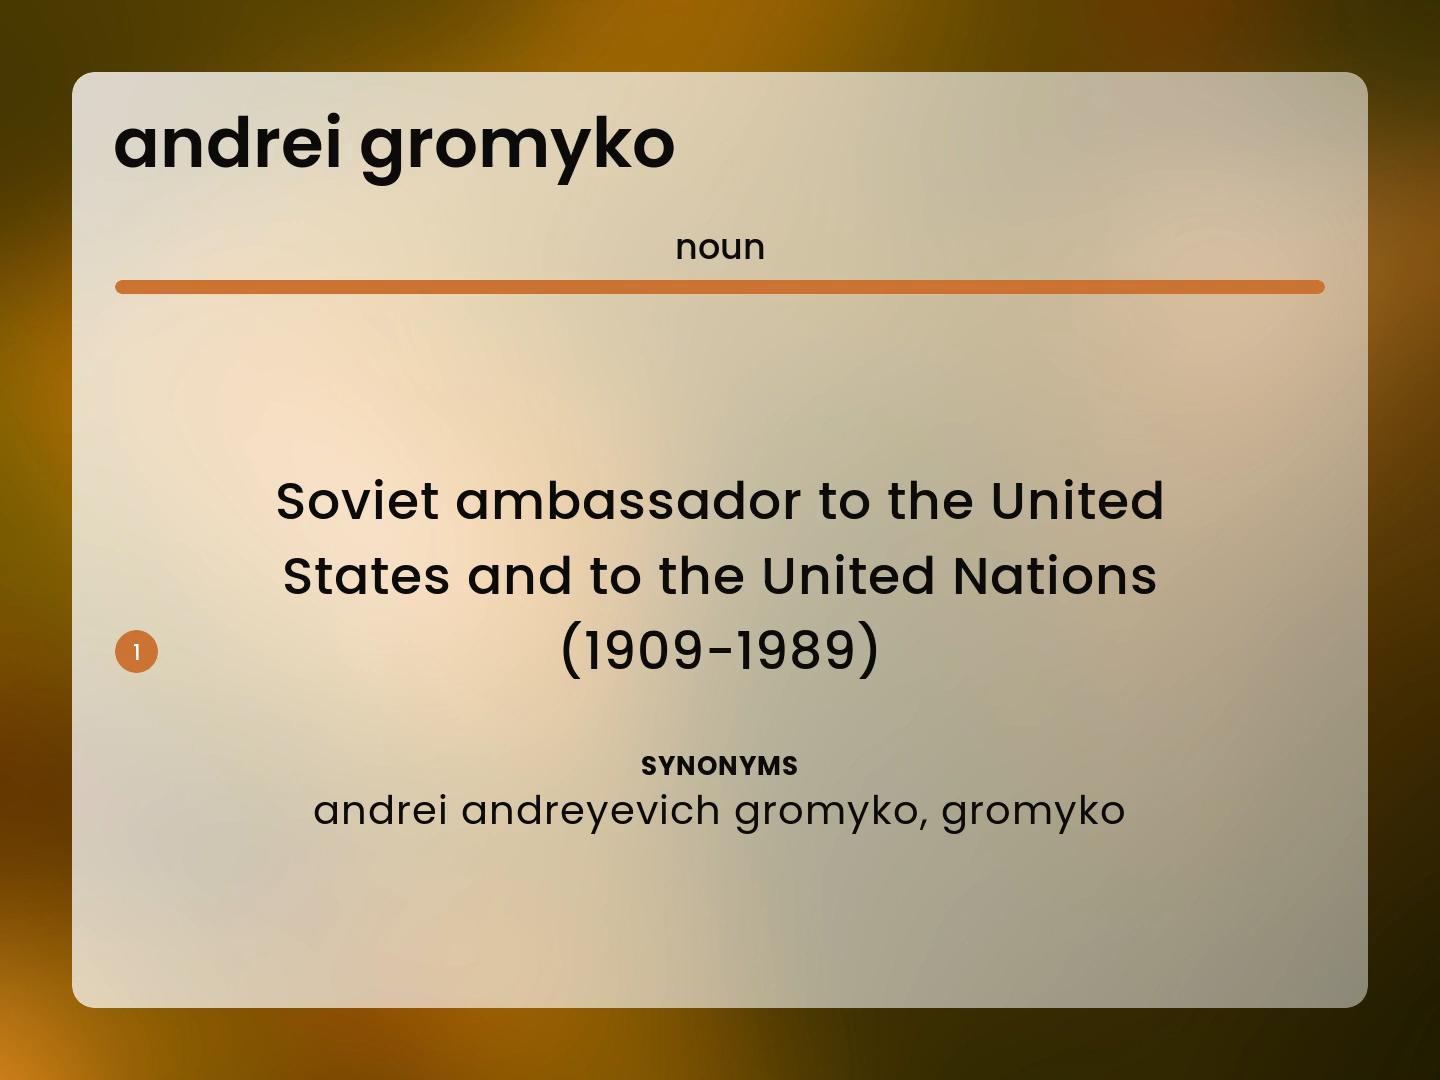 andrei gromyko
noun
Soviet ambassador to the United
States and to the United Nations
(1909-1989)
1
SYNONYMS
andrei andreyevich gromyko, gromyko